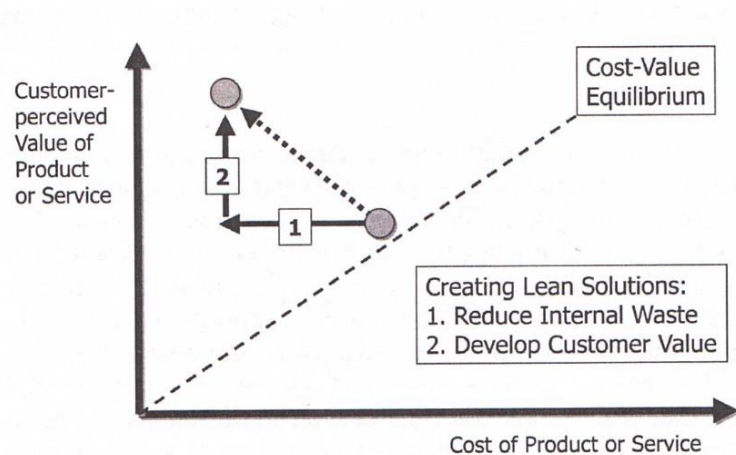 Customer-
perceived
Value of
Product
or Service
Cost-Value
Equilibrium
2
1
Creating Lean Solutions:
1. Reduce Internal Waste
2. Develop Customer Value
Cost of Product or Service